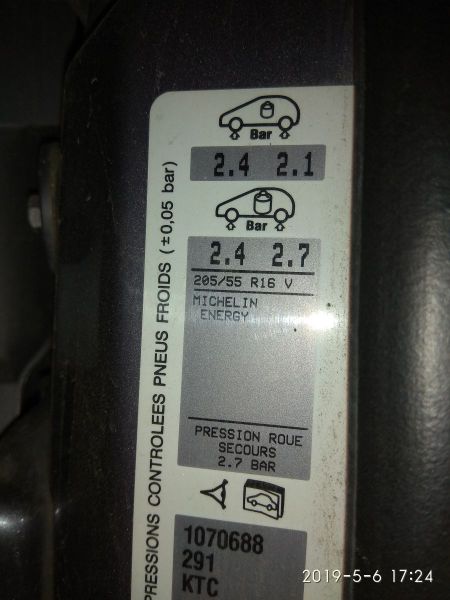 PRESSIONS CONTROLEES PNEUS FROIDS (±0,05 bar)
Bar
2.4 2.1
Bar
2.4 2.7
205/55 R16 V
MICHELIN
ENERGY
PRESSION ROUE
SECOURS
2.7 BAR
1070688
291
KTC
2019-5-6 17:24